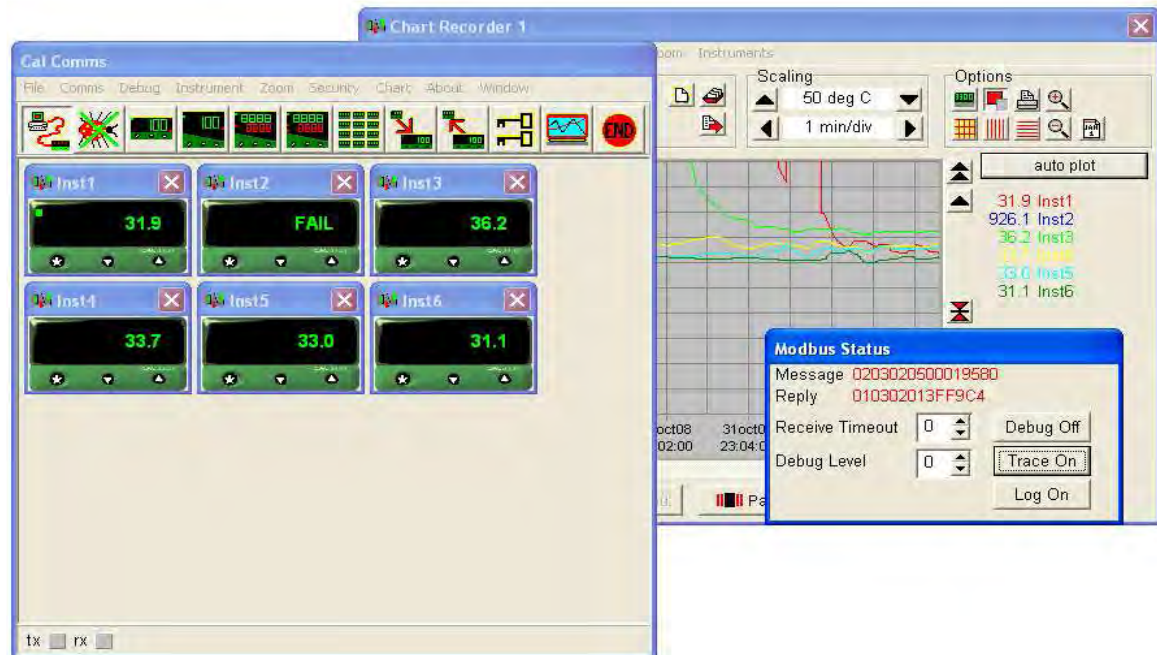 Chart Recorder 1
Cal Comms
Instruments
File Comms Debug Instrument Zoom Security Chart About Window
Scaling
50 deg C
1 min/div
Options
auto plot
31.9 Inst1
926.1 Inst2
36.2 Inst3
33.0 Inst5
31.1 Inst6
100
END
Inst1
31.9
Inst2
FAIL
Inst3
36.2
Inst4
33.7
Inst5
33.0
Inst6
31.1
Modbus Status
Message 0203020500019580
Reply 010302013FF9C4
Receive Timeout 0 Debug Off
Debug Level 0 Trace On
Log On
oct08
02:00
23:04:0
tx rx